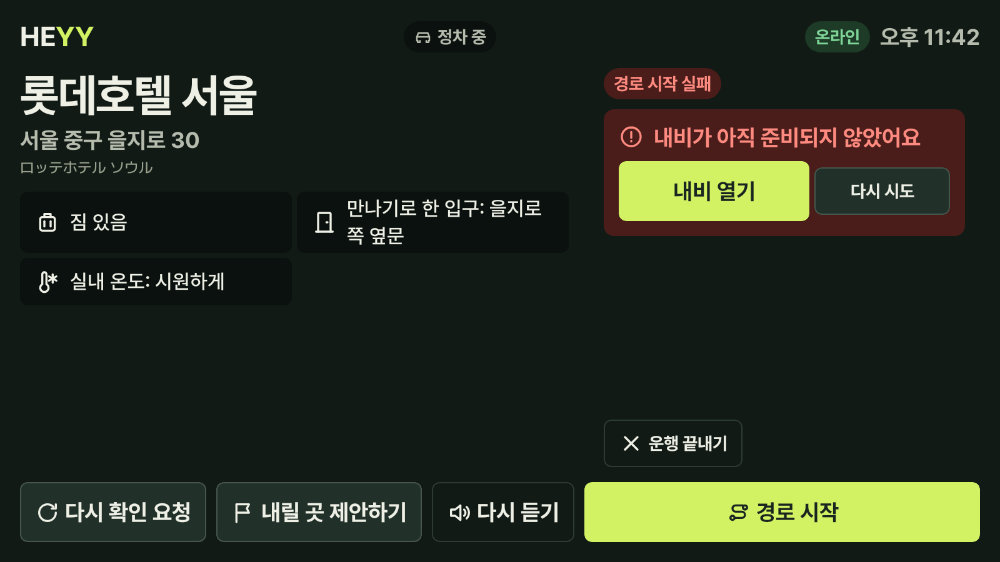 HEYY
정차 중
온라인
오후 11:42
롯데호텔 서울
서울 중구 을지로 30
ロッテホテル ソウル
짐 있음
만나기로 한 입구: 을지로
쪽 옆문
실내 온도: 시원하게
경로 시작 실패
내비가 아직 준비되지 않았어요
내비 열기
다시 시도
운행 끝내기
다시 확인 요청
내릴 곳 제안하기
다시 듣기
경로 시작